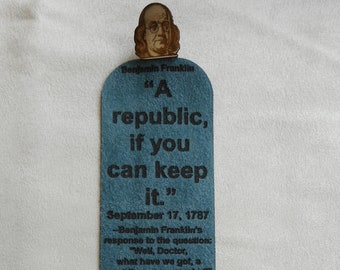 Benjamin Franklin
"A
republic,
if you
can keep
it."
September 17, 1787
--Benjamin Franklin's
response to the question:
"Well, Doctor,
what have we got, a